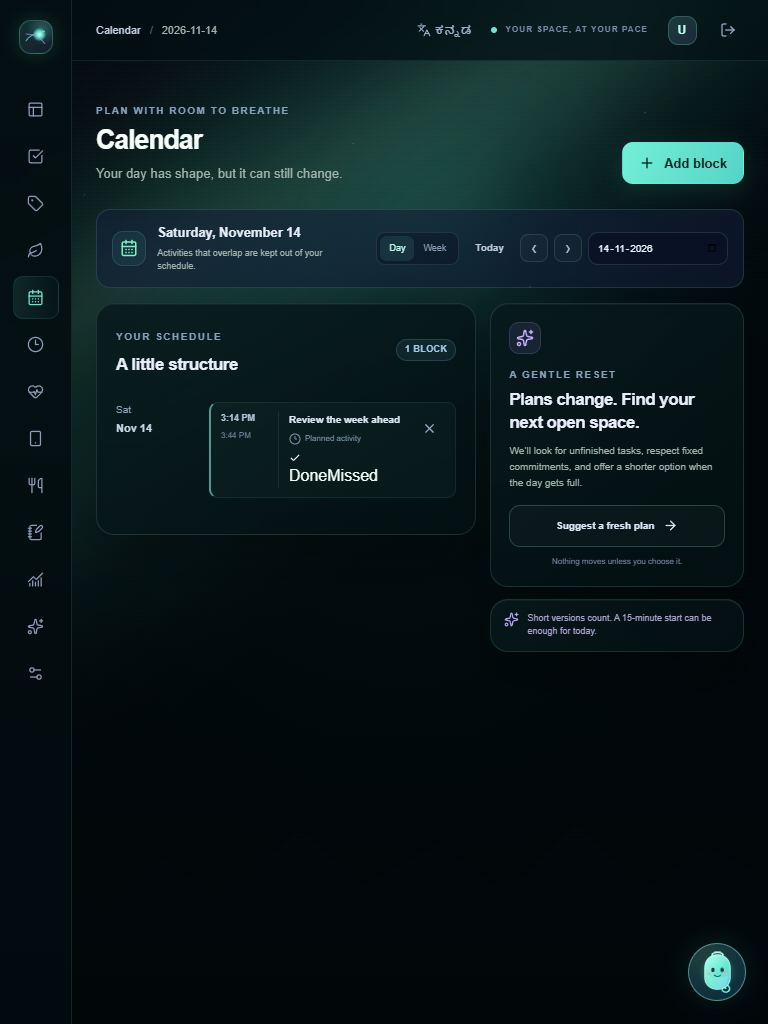 Calendar / 2026-11-14
ಕನ್ನಡ
YOUR SPACE, AT YOUR PACE
U
PLAN WITH ROOM TO BREATHE
Calendar
Your day has shape, but it can still change.
Add block
Saturday, November 14
Activities that overlap are kept out of your
schedule.
Day
Week
Today
14-11-2026
YOUR SCHEDULE
A little structure
1 BLOCK
Sat
Nov 14
3:14 PM
3:44 PM
Review the week ahead
Planned activity
DoneMissed
A GENTLE RESET
Plans change. Find your
next open space.
We'll look for unfinished tasks, respect fixed
commitments, and offer a shorter option when
the day gets full.
Suggest a fresh plan
Nothing moves unless you choose it.
Short versions count. A 15-minute start can be
enough for today.